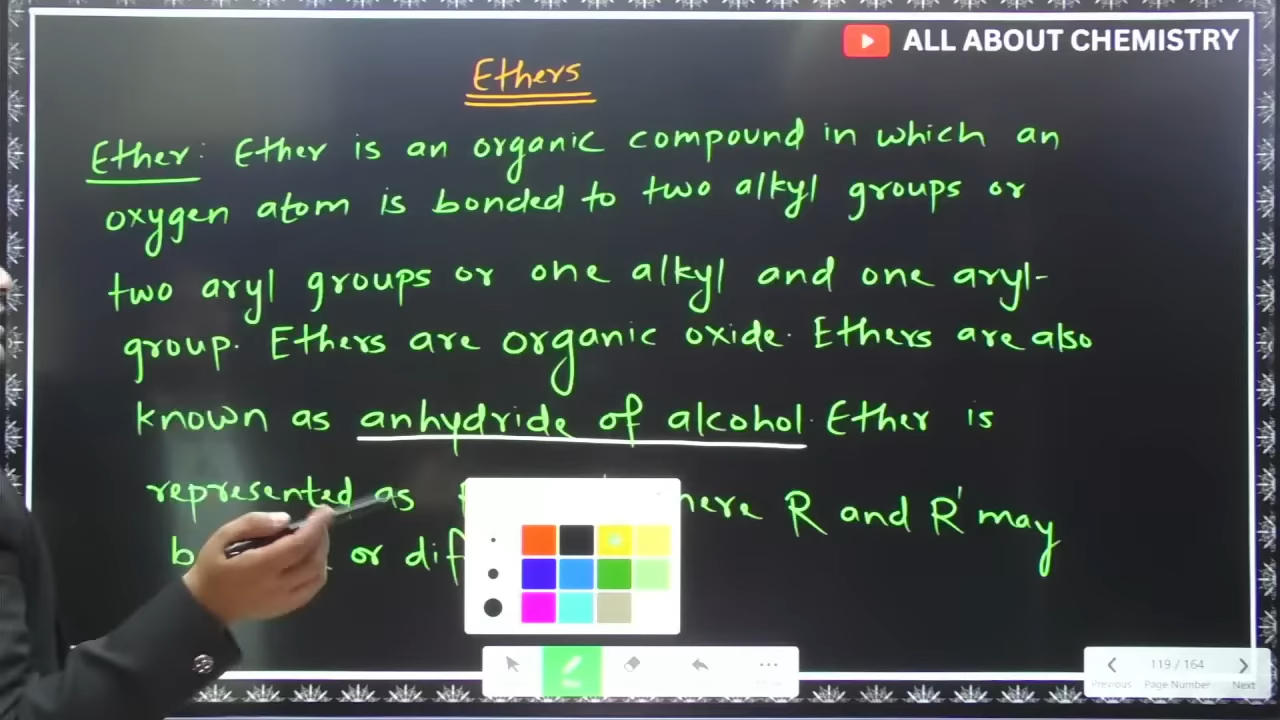 ALL ABOUT CHEMISTRY
Ethers
Ether: Ether is an organic compound in which an
oxygen atom is bonded to two alkyl groups or
two aryl groups or one alkyl and one aryl-
group. Ethers are organic oxide. Ethers are also
known as anhydride of alcohol. Ether is
represented as R and R' may
or
Previous
119 / 164
Page Number
Next